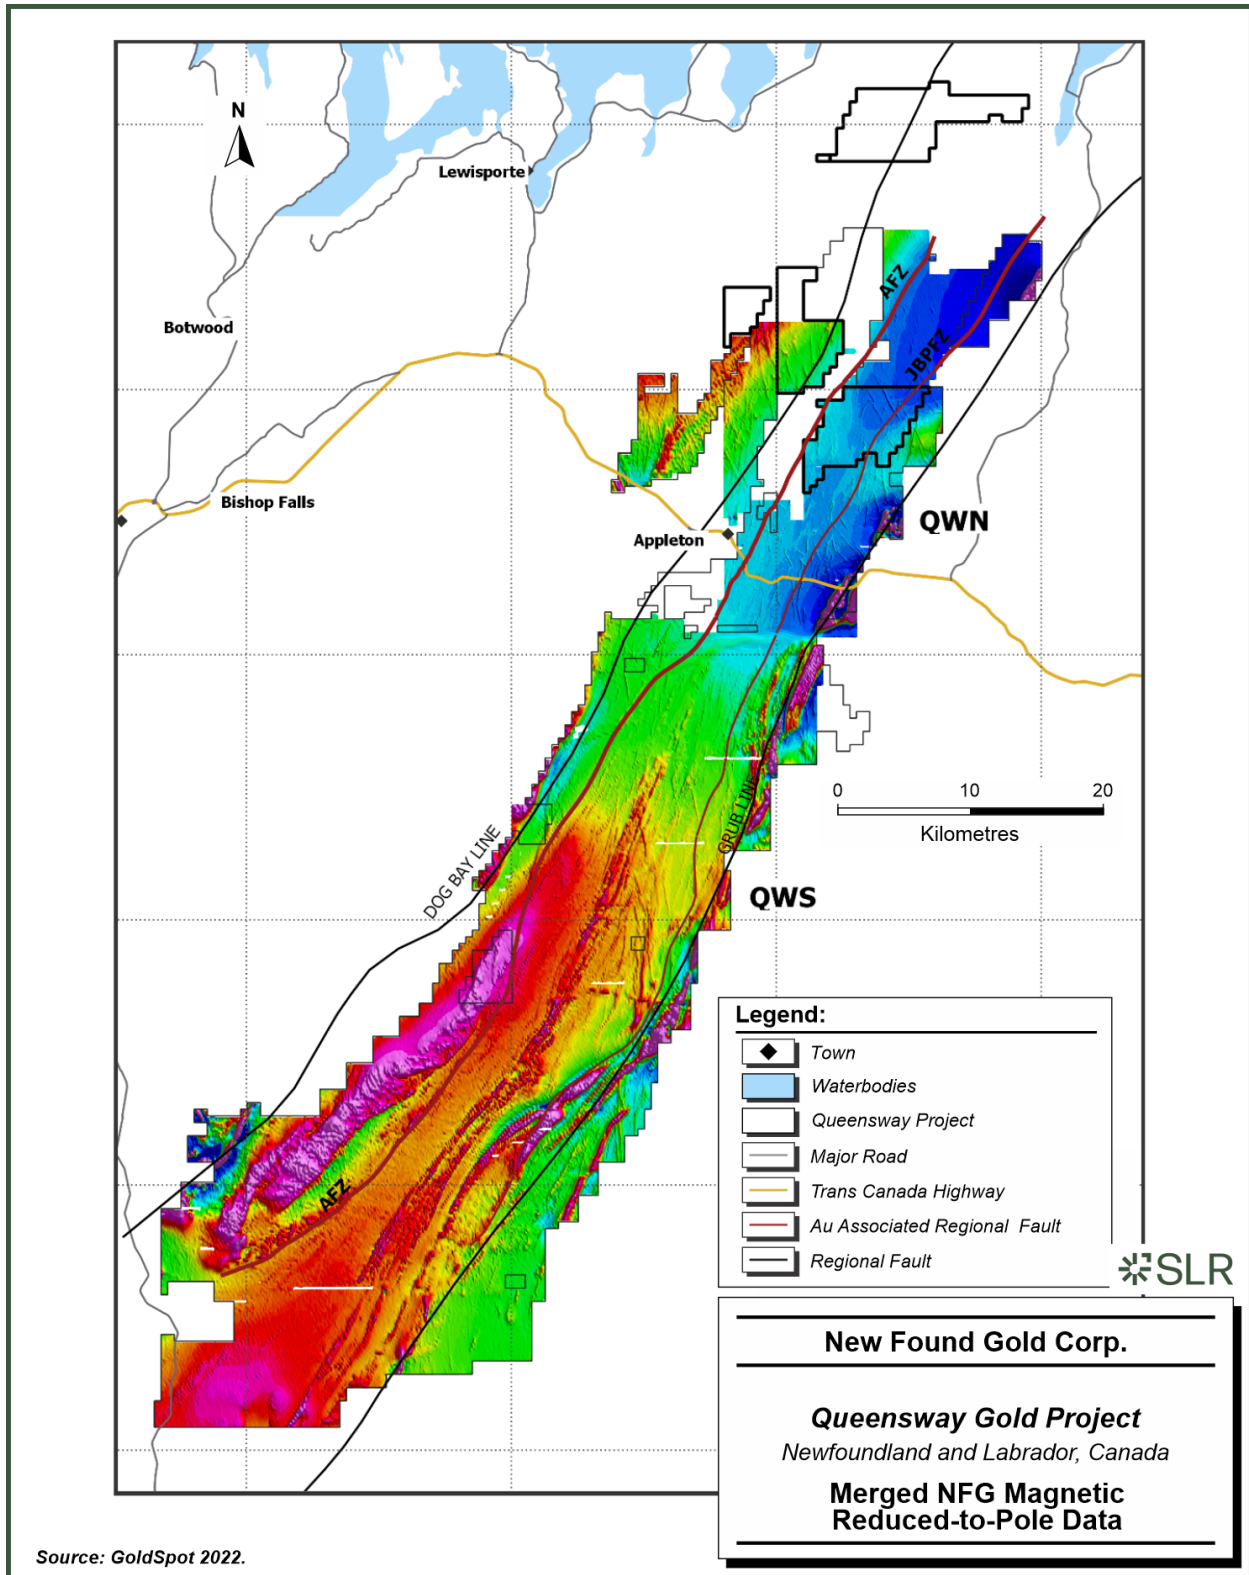 N
Lewisporte
Botwood
AFZ
JBPFZ
Bishop Falls
Appleton
QWN
0 10 20
Kilometres
GRUB LINE
DOG BAY LINE
QWS
AFZ
Legend:
Town
Waterbodies
Queensway Project
Major Road
Trans Canada Highway
Au Associated Regional Fault
Regional Fault
SLR
New Found Gold Corp.
Queensway Gold Project
Newfoundland and Labrador, Canada
Merged NFG Magnetic
Reduced-to-Pole Data
Source: GoldSpot 2022.